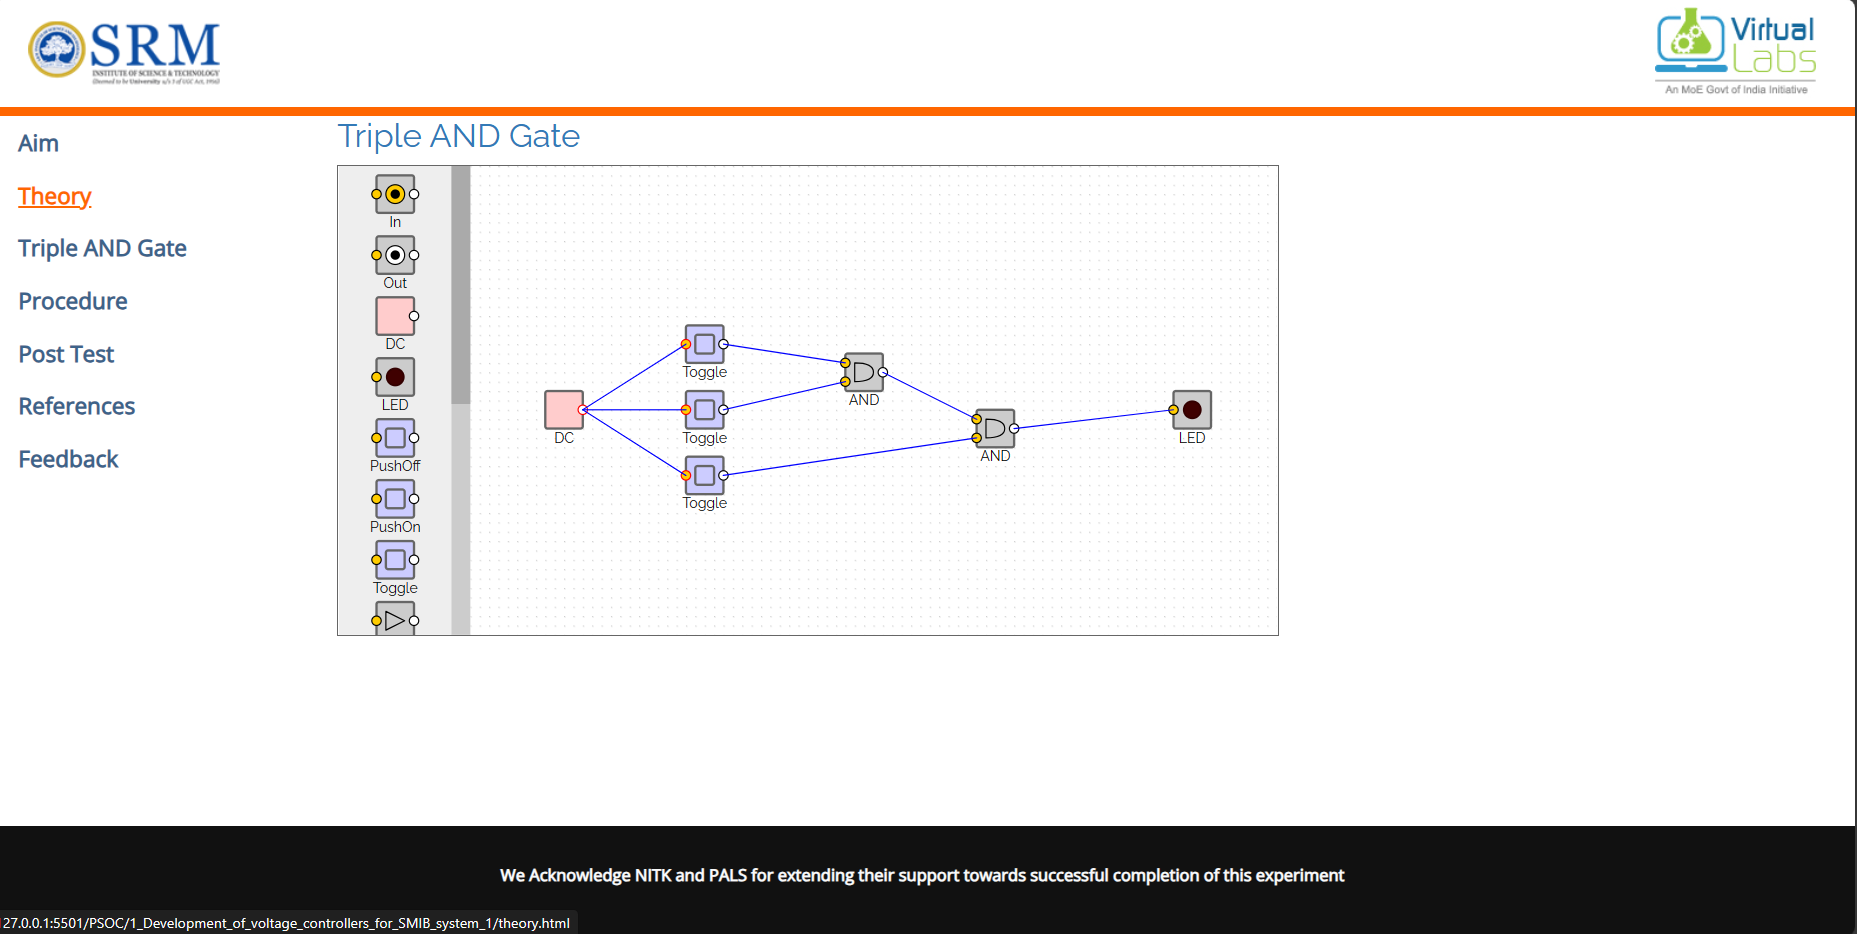 SRM
INSTITUTE OF SCIENCE & TECHNOLOGY
(Deemed to be University u/s 3 of UGC Act, 1956)
Virtual
Labs
An MoE Govt of India Initiative
Aim
Theory
Triple AND Gate
Procedure
Post Test
References
Feedback
Triple AND Gate
In
Out
DC
LED
PushOff
PushOn
Toggle
DC
Toggle
Toggle
Toggle
AND
AND
LED
We Acknowledge NITK and PALS for extending their support towards successful completion of this experiment
127.0.0.1:5501/PSOC/1_Development_of_voltage_controllers_for_SMIB_system_1/theory.html